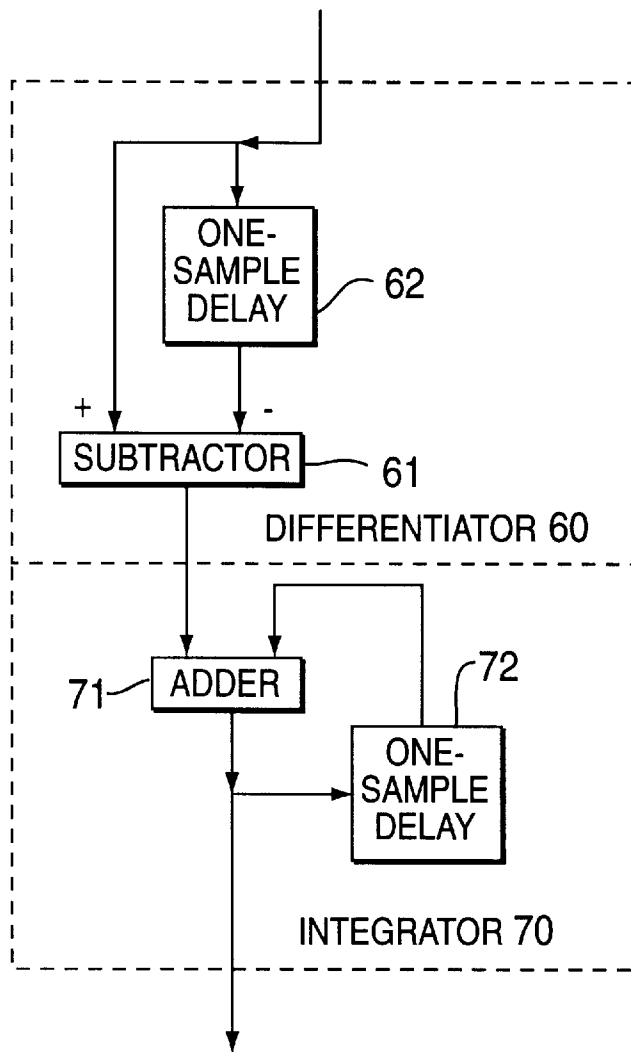 ONE-
SAMPLE
DELAY
62
+ -
SUBTRACTOR
61
DIFFERENTIATOR 60
71
ADDER
72
ONE-
SAMPLE
DELAY
INTEGRATOR 70